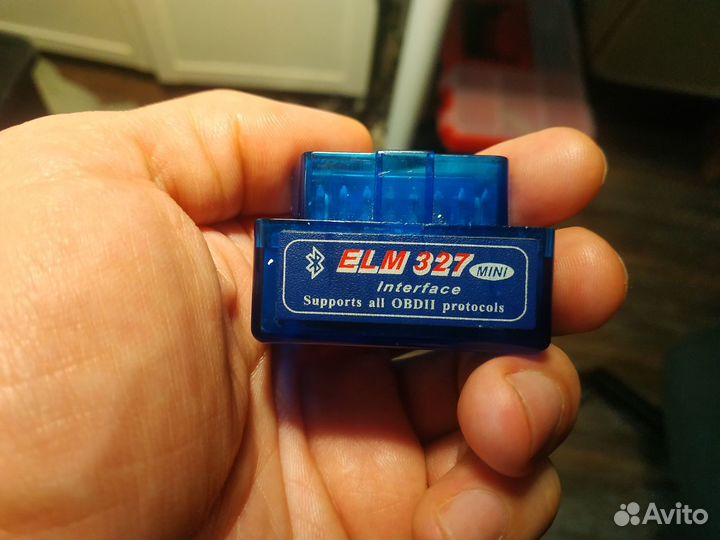 ELM 327 MINI
Interface
Supports all OBDII protocols
Avito